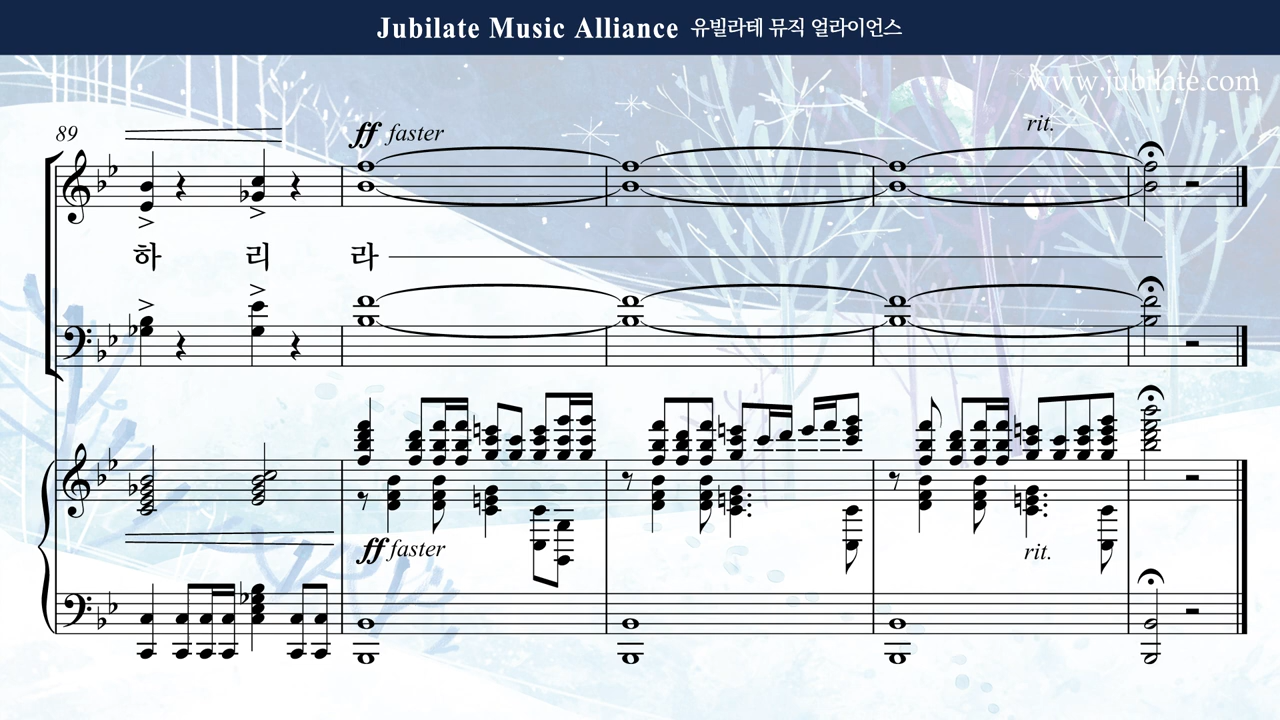 Jubilate Music Alliance 유빌라테 뮤직 얼라이언스
www.jubilate.com
89
ff faster
rit.
하 리 라
ff faster
rit.